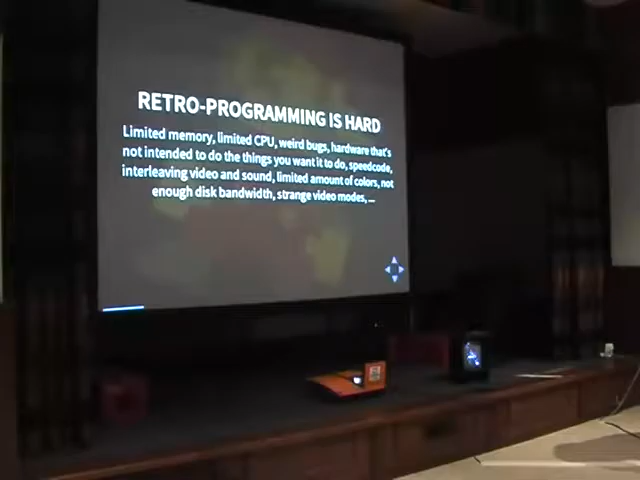 RETRO-PROGRAMMING IS HARD
Limited memory, limited CPU, weird bugs, hardware that's
not intended to do the things you want it to do, speedcode,
interleaving video and sound, limited amount of colors, not
enough disk bandwidth, strange video modes, ...